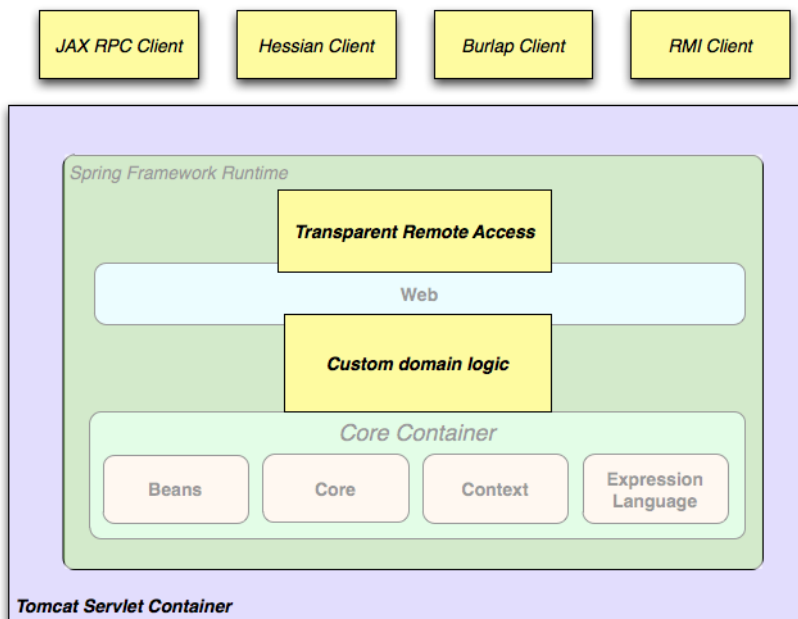 JAX RPC Client
Hessian Client
Burlap Client
RMI Client
Spring Framework Runtime
Transparent Remote Access
Web
Custom domain logic
Core Container
Beans
Core
Context
Expression
Language
Tomcat Servlet Container